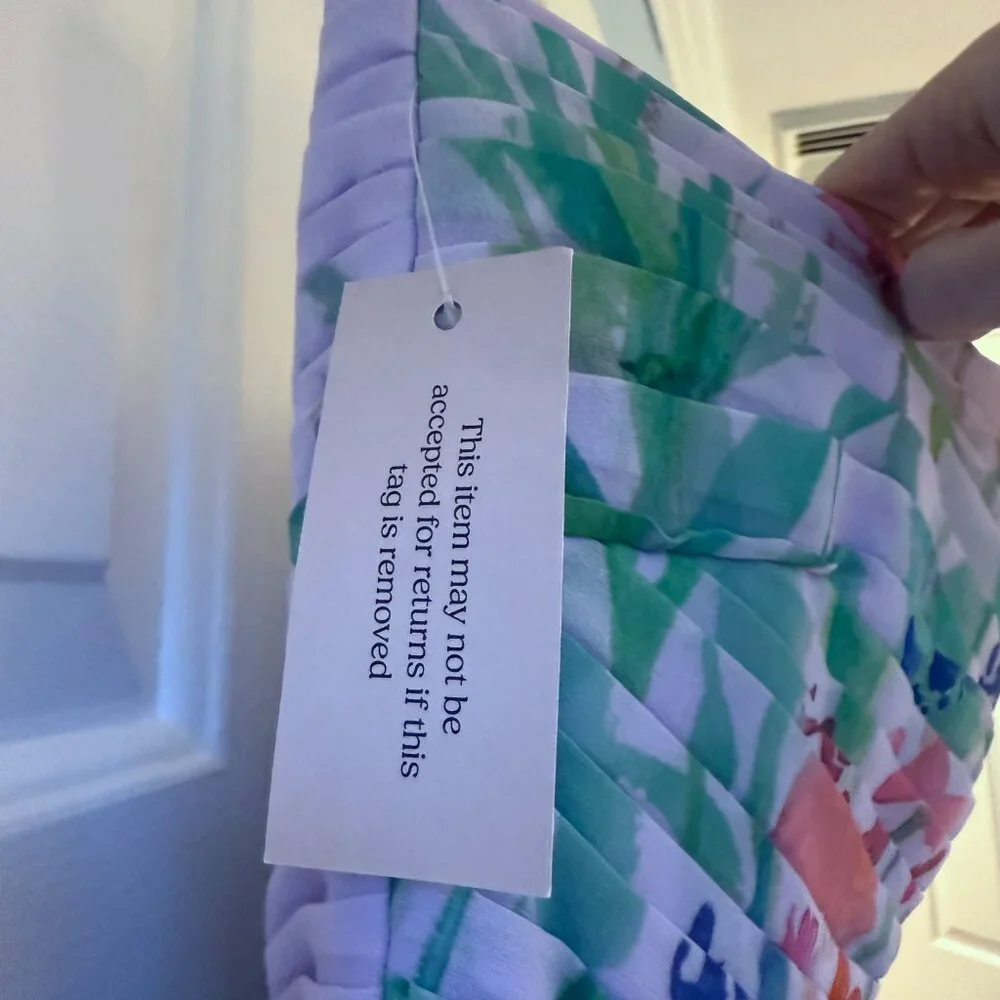 This item may not be
accepted for returns if this
tag is removed